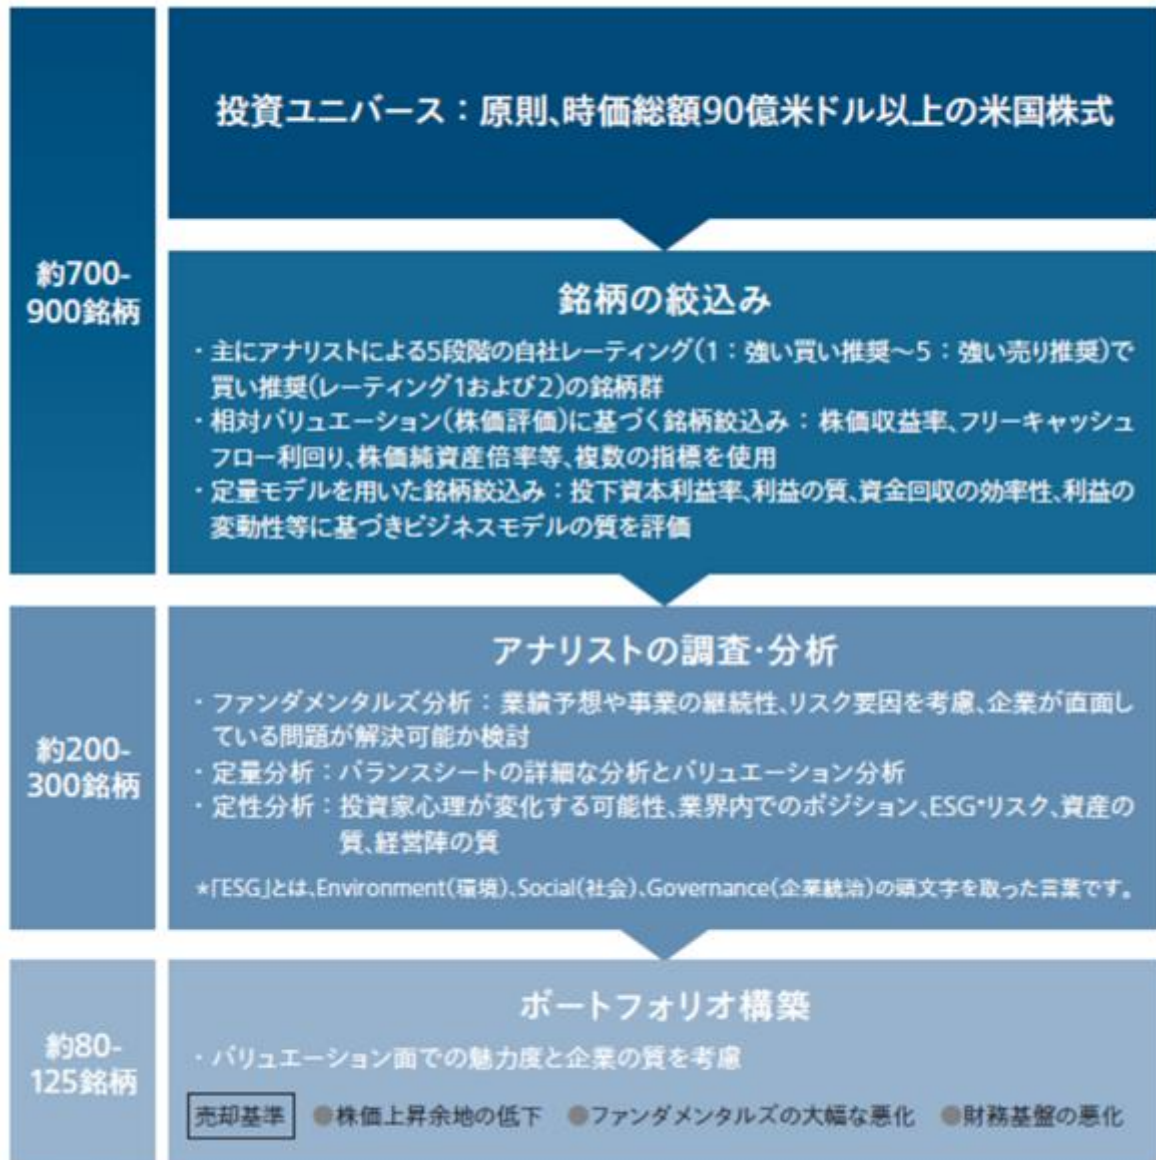 投資ユニバース：原則、時価総額90億米ドル以上の米国株式
約700-
900銘柄
銘柄の絞込み
・主にアナリストによる5段階の自社レーティング(1：強い買い推奨～5：強い売り推奨)で
買い推奨(レーティング1および2)の銘柄群
・相対バリュエーション(株価評価)に基づく銘柄絞込み：株価収益率、フリーキャッシュ
フロー利回り、株価純資産倍率等、複数の指標を使用
・定量モデルを用いた銘柄絞込み：投下資本利益率、利益の質、資金回収の効率性、利益の
変動性等に基づきビジネスモデルの質を評価
約200-
300銘柄
アナリストの調査・分析
・ファンダメンタルズ分析：業績予想や事業の継続性、リスク要因を考慮、企業が直面し
ている問題が解決可能か検討
・定量分析：バランスシートの詳細な分析とバリュエーション分析
・定性分析：投資家心理が変化する可能性、業界内でのポジション、ESG*リスク、資産の
質、経営陣の質
*「ESG」とは、Environment(環境)、Social(社会)、Governance(企業統治)の頭文字を取った言葉です。
約80-
125銘柄
ポートフォリオ構築
・バリュエーション面での魅力度と企業の質を考慮
売却基準 ●株価上昇余地の低下 ●ファンダメンタルズの大幅な悪化 ●財務基盤の悪化